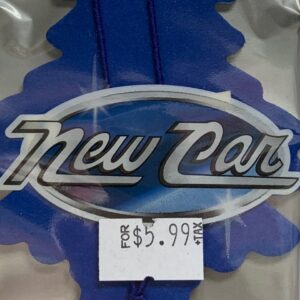 New Car
FOR $5.99 +TAX